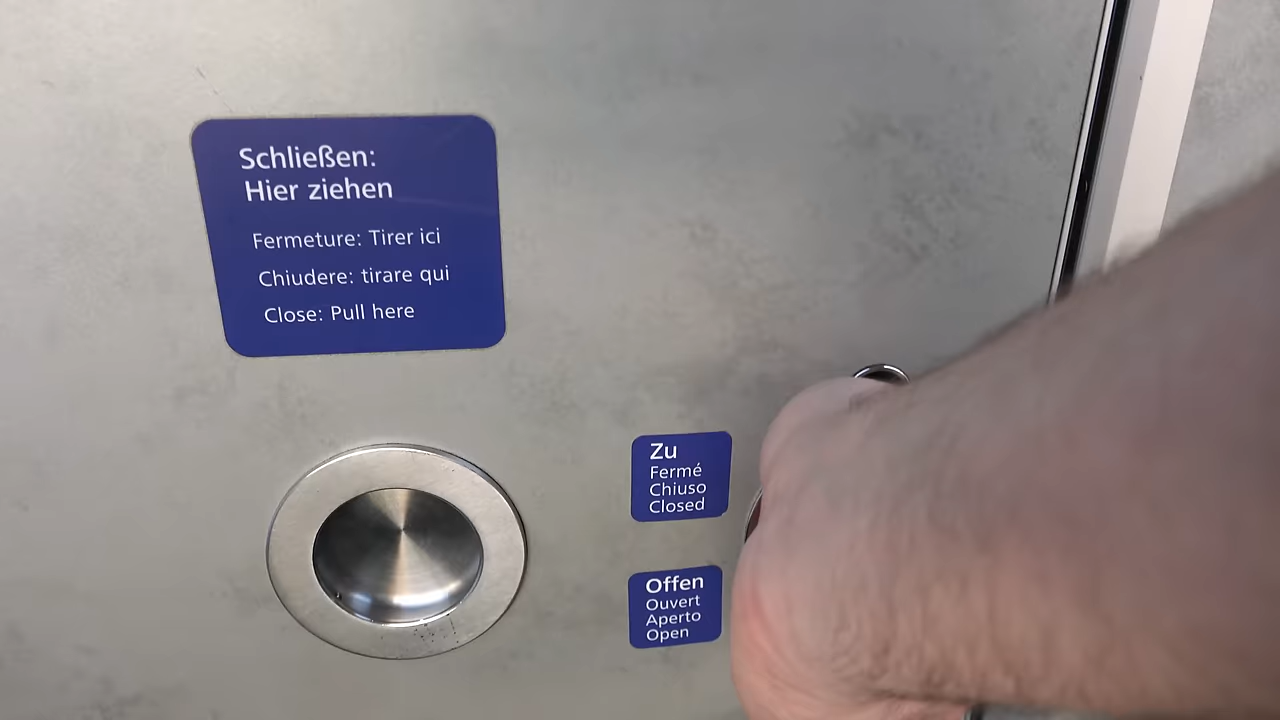 Schließen:
Hier ziehen
Fermeture: Tirer ici
Chiudere: tirare qui
Close: Pull here
Zu
Fermé
Chiuso
Closed
Offen
Ouvert
Aperto
Open